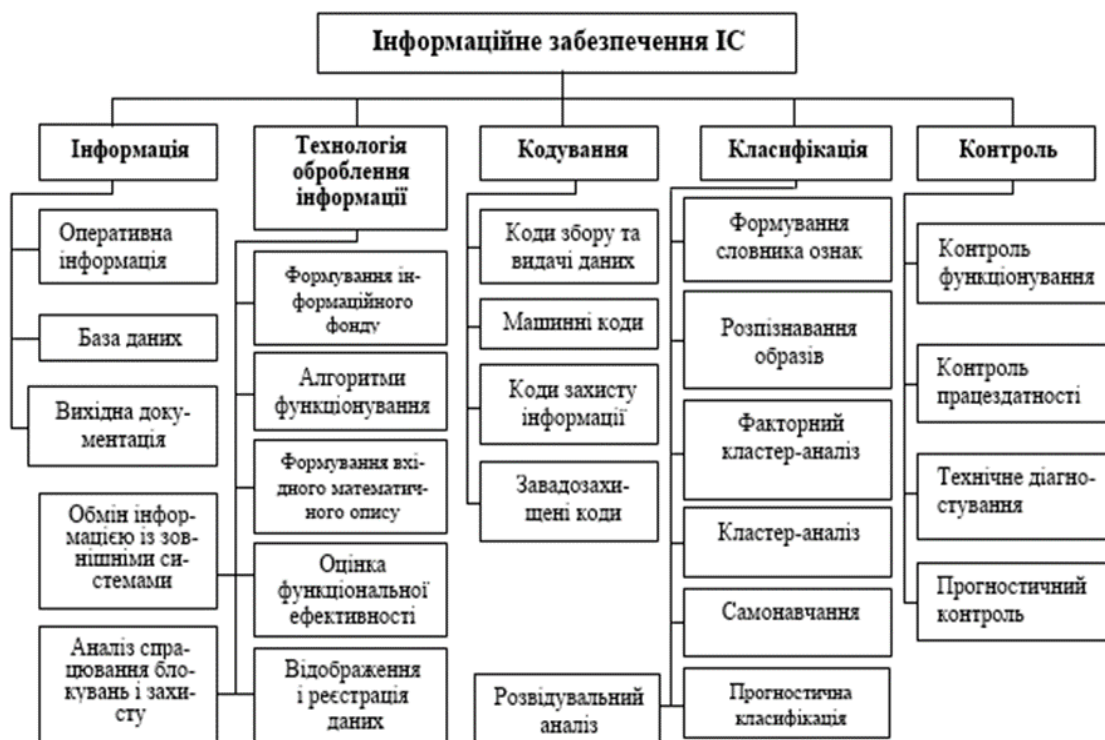 Інформаційне забезпечення ІС
Інформація
Оперативна
інформація
База даних
Вихідна доку-
ментація
Технологія
оброблення
інформації
Формування ін-
формаційного
фонду
Алгоритми
функціонування
Формування вхі-
дного математич-
ного опису
Обмін інфор-
мацією із зов-
нішніми си-
стемами
Оцінка
функціональної
ефективності
Аналіз спра-
цювання бло-
кувань і захи-
сту
Відображення
і реєстрація
даних
Кодування
Коди збору та
видачі даних
Машинні коди
Коди захисту
інформації
Завадозахи-
щені коди
Класифікація
Формування
словника ознак
Розпізнавання
образів
Факторний
кластер-аналіз
Кластер-аналіз
Самонавчання
Розвідувальний
аналіз
Прогностична
класифікація
Контроль
Контроль
функціонування
Контроль
працездатності
Технічне діагно-
стування
Прогностичний
контроль